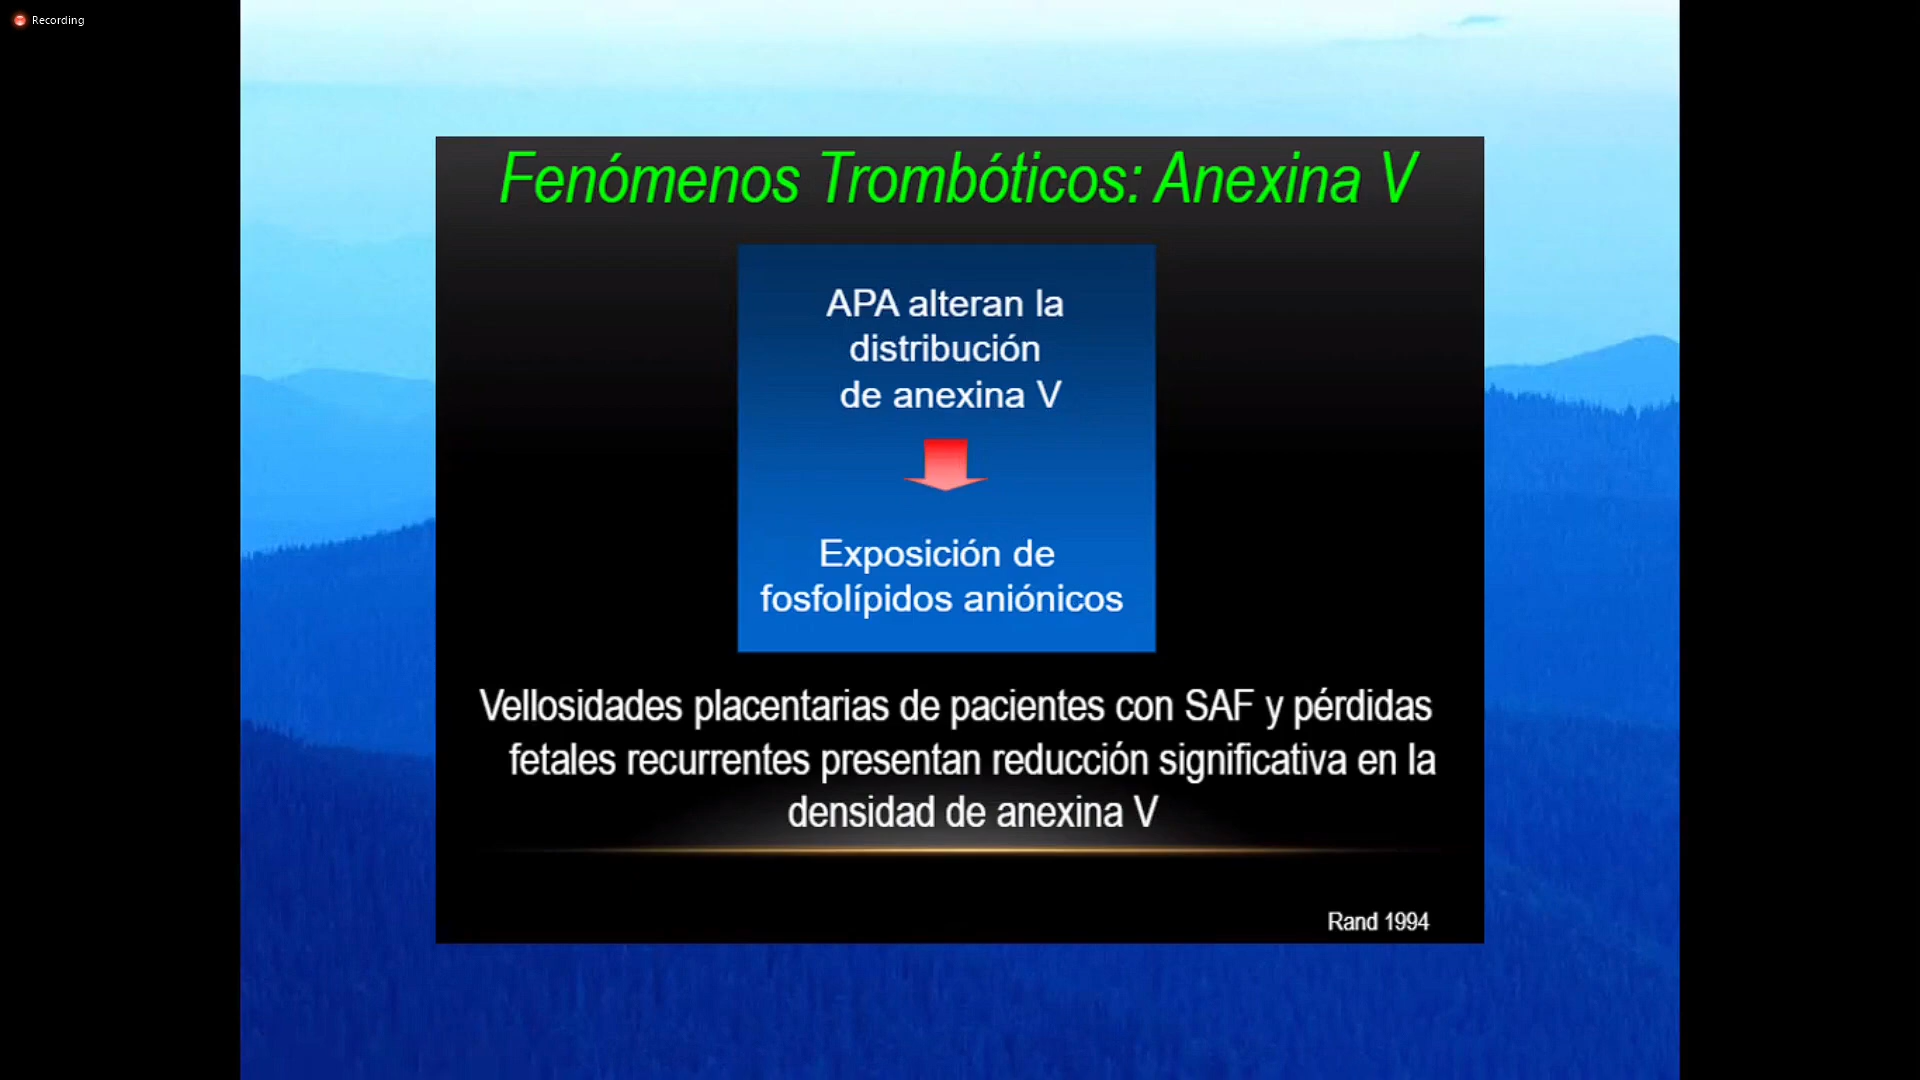 Recording
Fenómenos Trombóticos: Anexina V
APA alteran la
distribución
de anexina V
Exposición de
fosfolípidos aniónicos
Vellosidades placentarias de pacientes con SAF y pérdidas
fetales recurrentes presentan reducción significativa en la
densidad de anexina V
Rand 1994